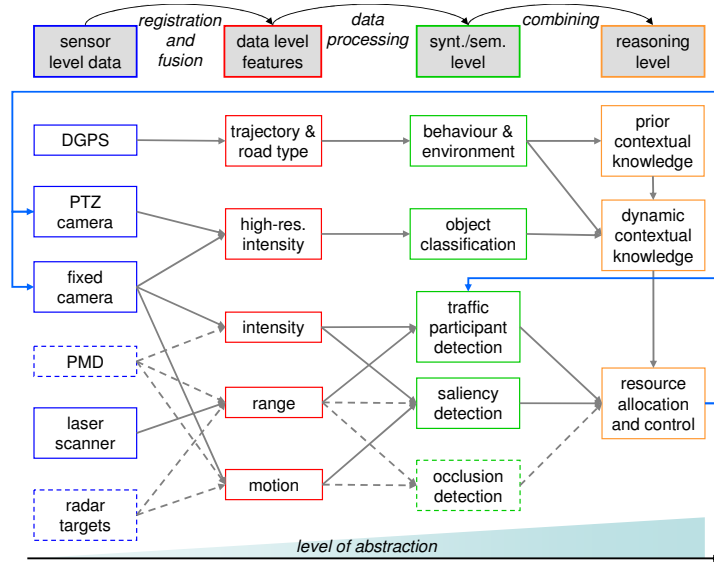 registration
and
fusion
data
processing
combining
sensor
level data
data level
features
synt./sem.
level
reasoning
level
DGPS
trajectory &
road type
behaviour &
environment
prior
contextual
knowledge
PTZ
camera
high-res.
intensity
object
classification
dynamic
contextual
knowledge
fixed
camera
intensity
traffic
participant
detection
PMD
range
saliency
detection
resource
allocation
and control
laser
scanner
motion
occlusion
detection
radar
targets
level of abstraction